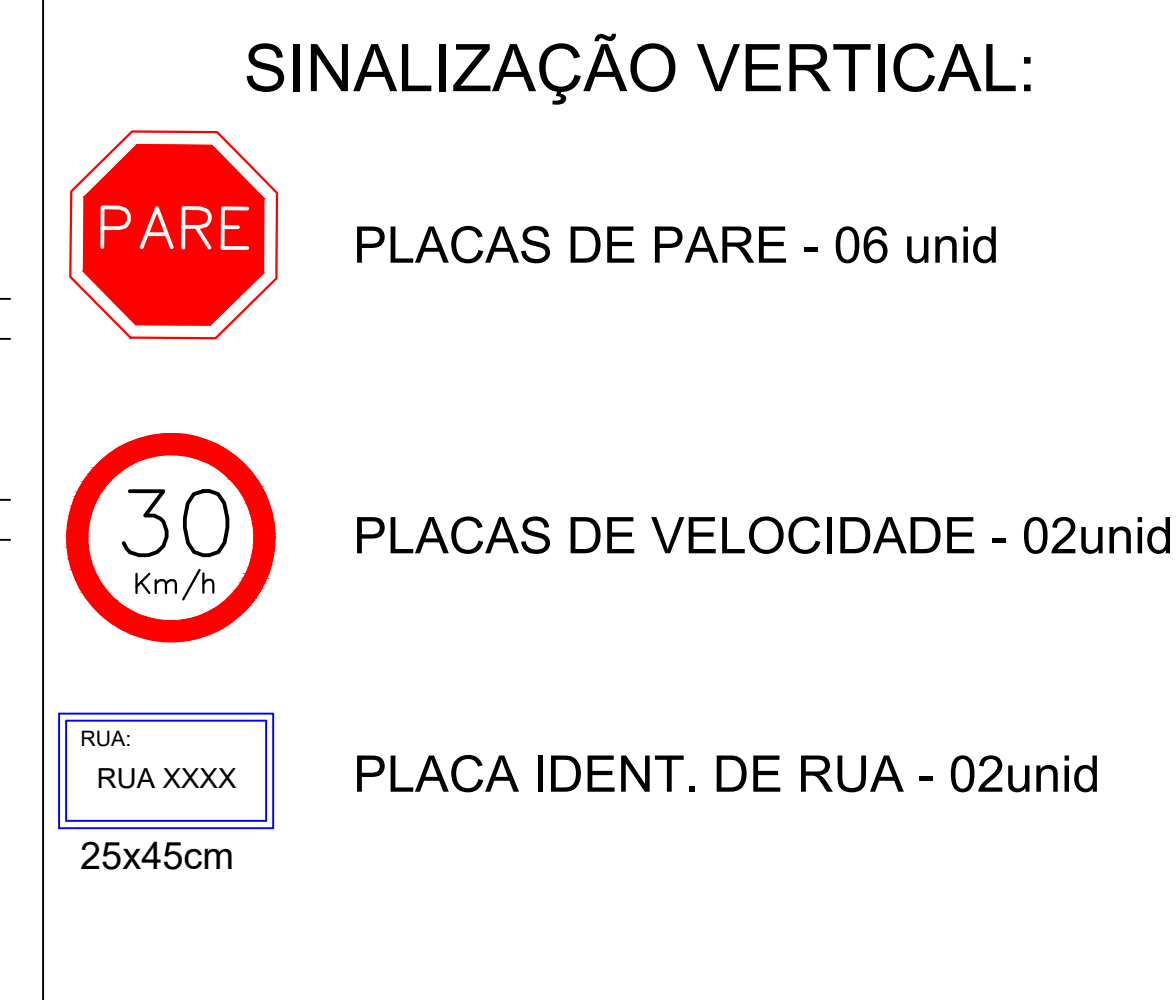 SINALIZAÇÃO VERTICAL:
PARE
PLACAS DE PARE - 06 unid
30
Km/h
PLACAS DE VELOCIDADE - 02unid
RUA:
RUA XXXX
PLACA IDENT. DE RUA - 02unid
25x45cm